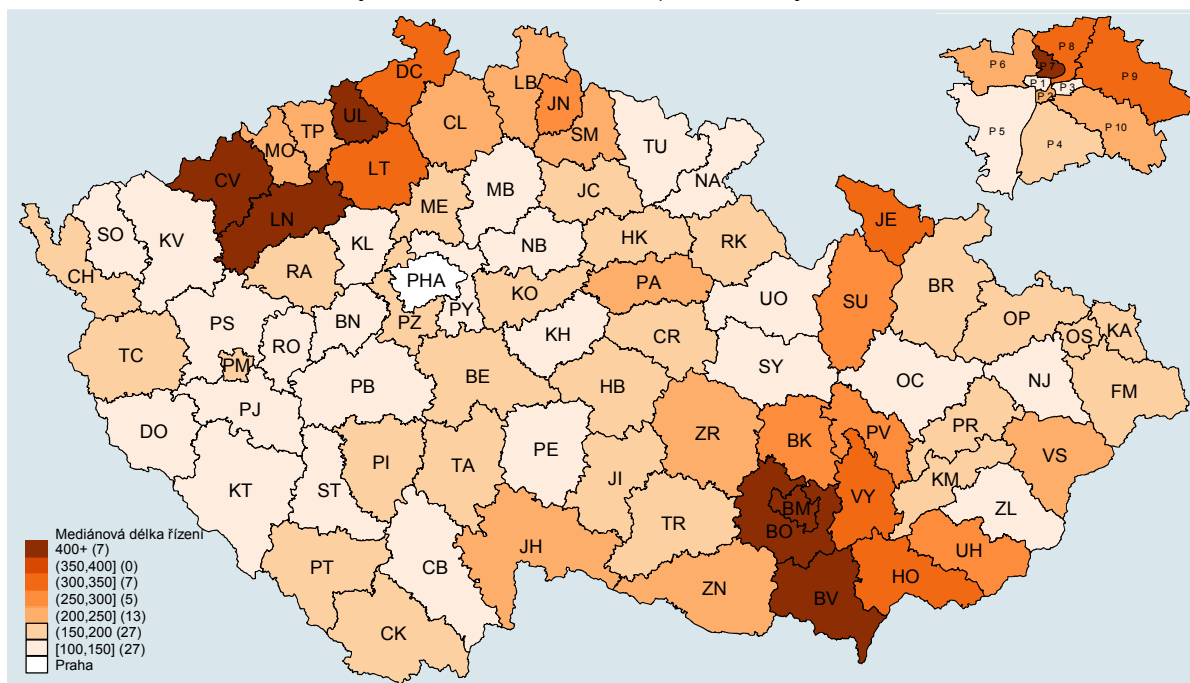 DC
LB
P 8
P 6
P 7
P 9
JN
UL
TP
CL
SM
P 1
P 3
MO
TU
P 10
P 5
LT
P 4
CV
MB
JC
NA
ME
LN
JE
SO
KV
KL
NB
HK
RK
CH
RA
PHA
PA
BR
KO
UO
SU
PY
PS
BN
PZ
OP
KA
OS
KH
CR
RO
TC
PM
SY
OC
NJ
BE
HB
PB
FM
PJ
PR
DO
ZR
PV
BK
PE
VS
PI
TA
KM
JI
KT
ST
VY
BM
ZL
TR
BO
JH
UH
PT
CB
HO
ZN
BV
CK
Mediánová délka řízení
400+ (7)
(350,400] (0)
(300,350] (7)
(250,300] (5)
(200,250] (13)
(150,200 (27)
[100,150] (27)
Praha